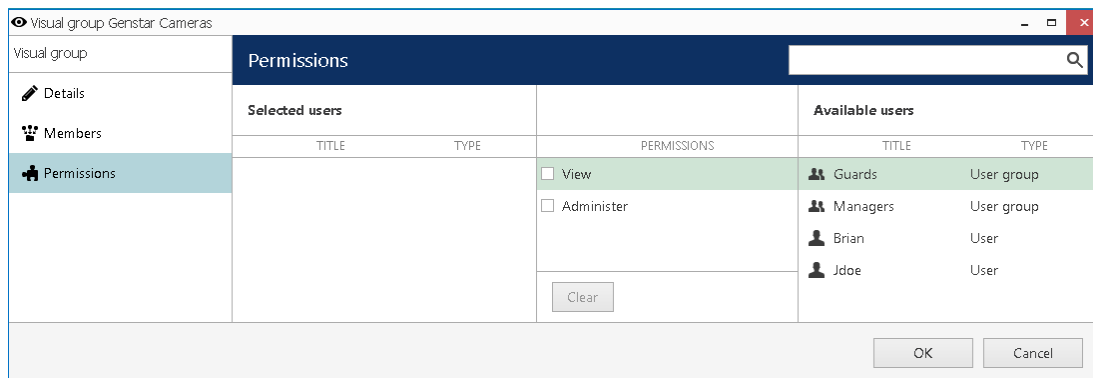 Visual group Genstar Cameras
Visual group
Permissions
Details
Members
Permissions
Selected users
Available users
TITLE TYPE
PERMISSIONS
TITLE TYPE
View
Administer
Clear
Guards User group
Managers User group
Brian User
Jdoe User
OK Cancel